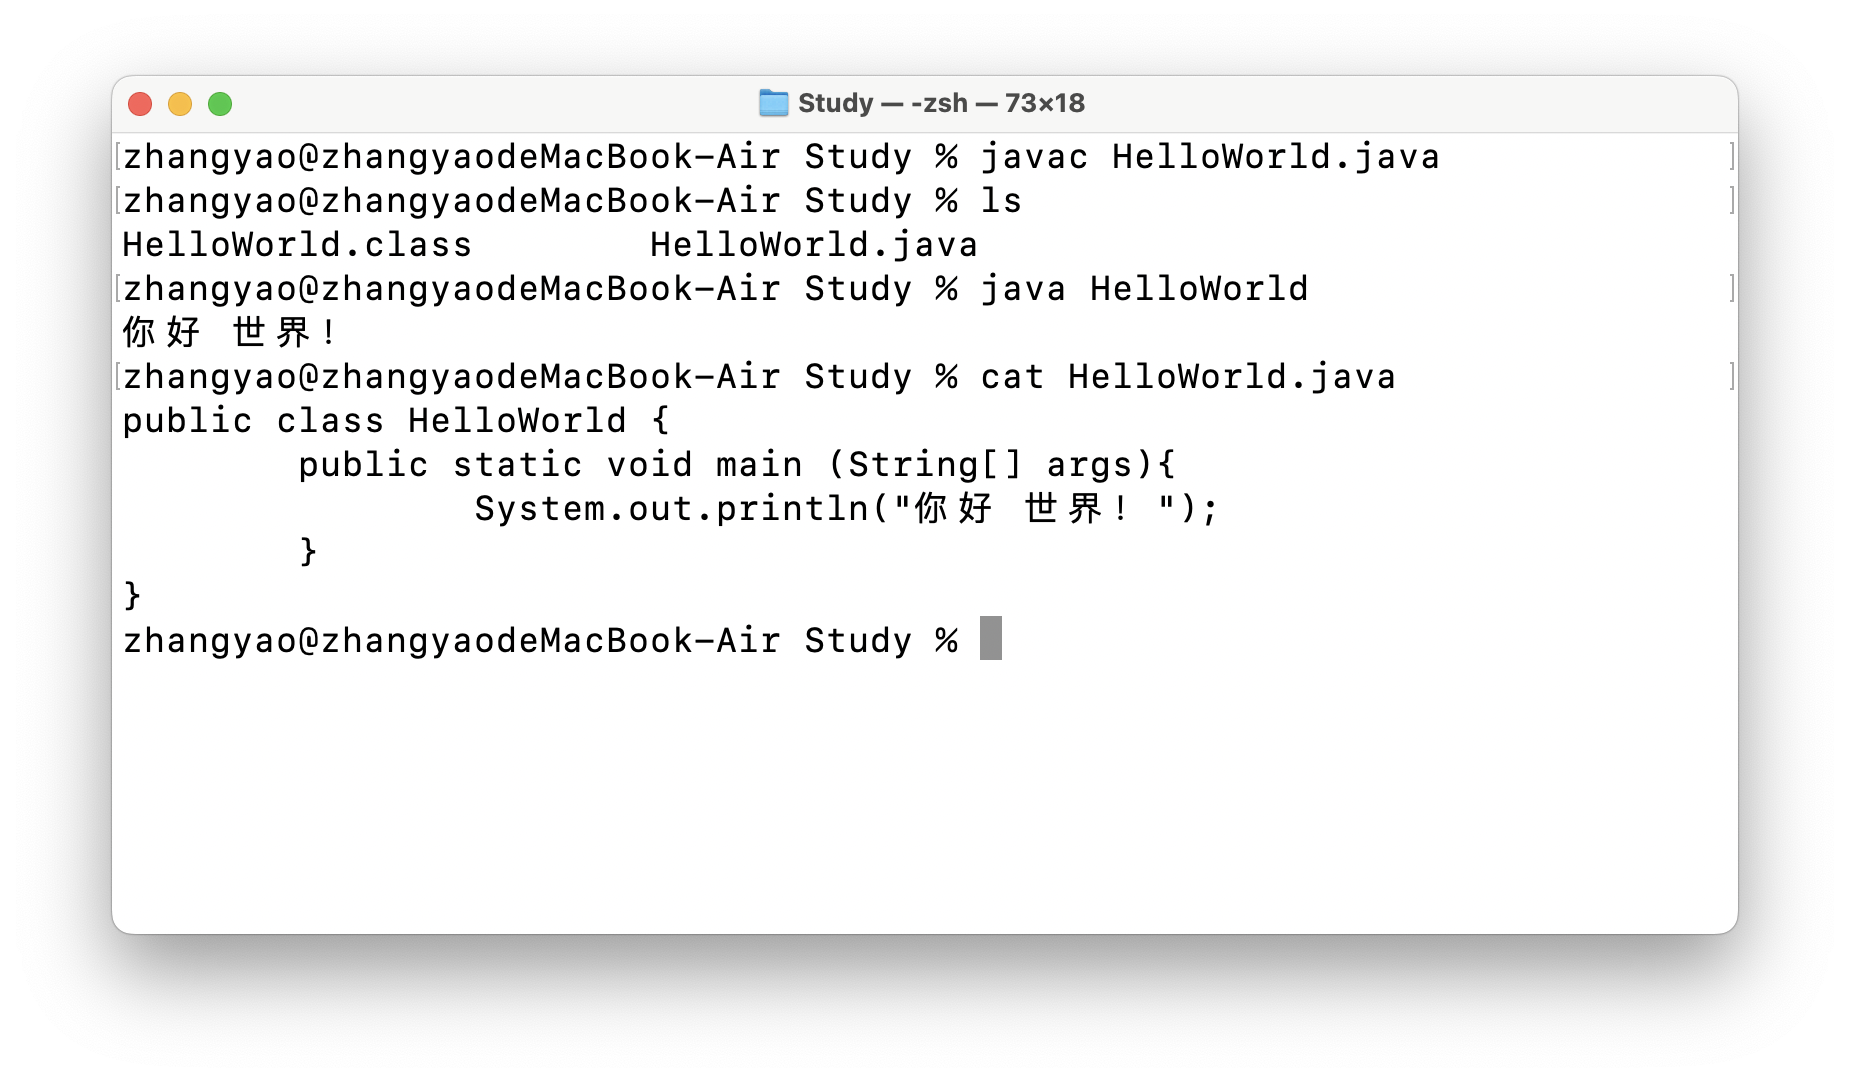 Study — -zsh — 73×18
zhangyao@zhangyaodeMacBook-Air Study % javac HelloWorld.java
zhangyao@zhangyaodeMacBook-Air Study % ls
HelloWorld.class        HelloWorld.java
zhangyao@zhangyaodeMacBook-Air Study % java HelloWorld
你好 世界！
zhangyao@zhangyaodeMacBook-Air Study % cat HelloWorld.java
public class HelloWorld {
        public static void main (String[] args){
                System.out.println("你好 世界！");
        }
}
zhangyao@zhangyaodeMacBook-Air Study %